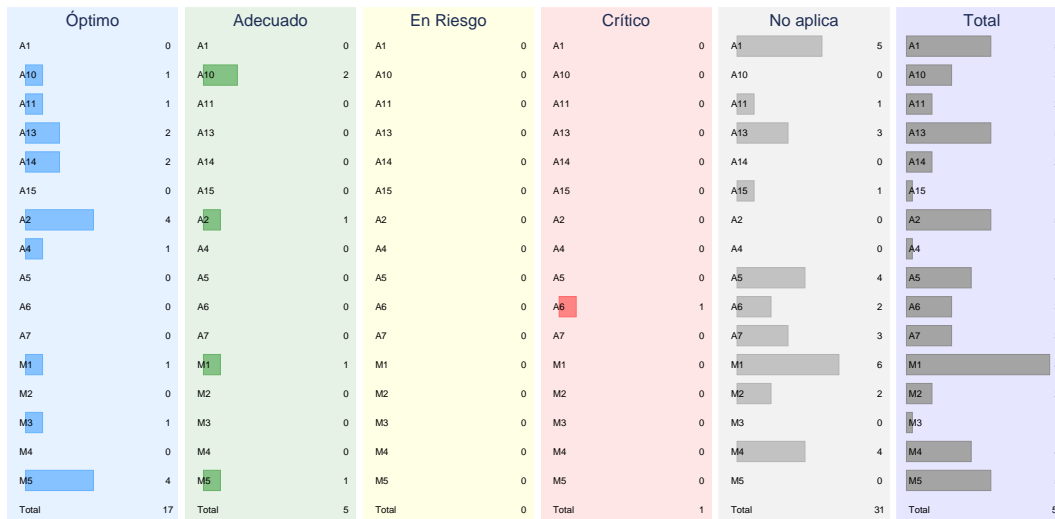 Óptimo Adecuado En Riesgo Crítico No aplica Total
A1 0 A1 0 A1 0 A1 0 A1 5 A1
A10 1 A10 2 A10 0 A10 0 A10 0 A10
A11 1 A11 0 A11 0 A11 0 A11 1 A11
A13 2 A13 0 A13 0 A13 0 A13 3 A13
A14 2 A14 0 A14 0 A14 0 A14 0 A14
A15 0 A15 0 A15 0 A15 0 A15 1 A15
A2 4 A2 1 A2 0 A2 0 A2 0 A2
A4 1 A4 0 A4 0 A4 0 A4 0 A4
A5 0 A5 0 A5 0 A5 0 A5 4 A5
A6 0 A6 0 A6 0 A6 1 A6 2 A6
A7 0 A7 0 A7 0 A7 0 A7 3 A7
M1 1 M1 1 M1 0 M1 0 M1 6 M1
M2 0 M2 0 M2 0 M2 0 M2 2 M2
M3 1 M3 0 M3 0 M3 0 M3 0 M3
M4 0 M4 0 M4 0 M4 0 M4 4 M4
M5 4 M5 1 M5 0 M5 0 M5 0 M5
Total 17 Total 5 Total 0 Total 1 Total 31 Total